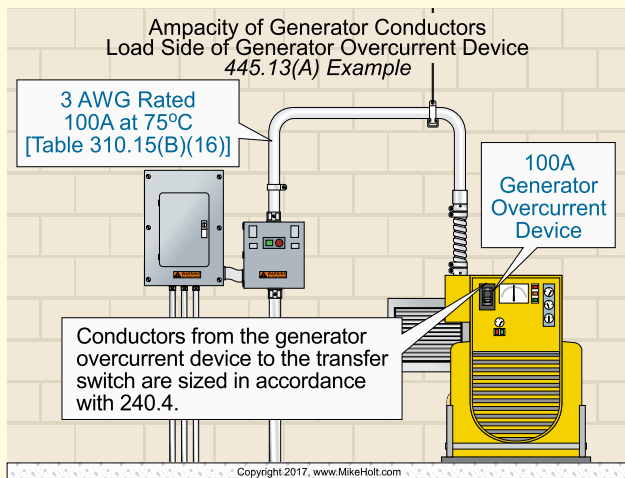 Ampacity of Generator Conductors
Load Side of Generator Overcurrent Device
445.13(A) Example
3 AWG Rated
100A at 75ºC
[Table 310.15(B)(16)]
100A
Generator
Overcurrent
Device
Conductors from the generator
overcurrent device to the transfer
switch are sized in accordance
with 240.4.
Copyright 2017, www.MikeHolt.com